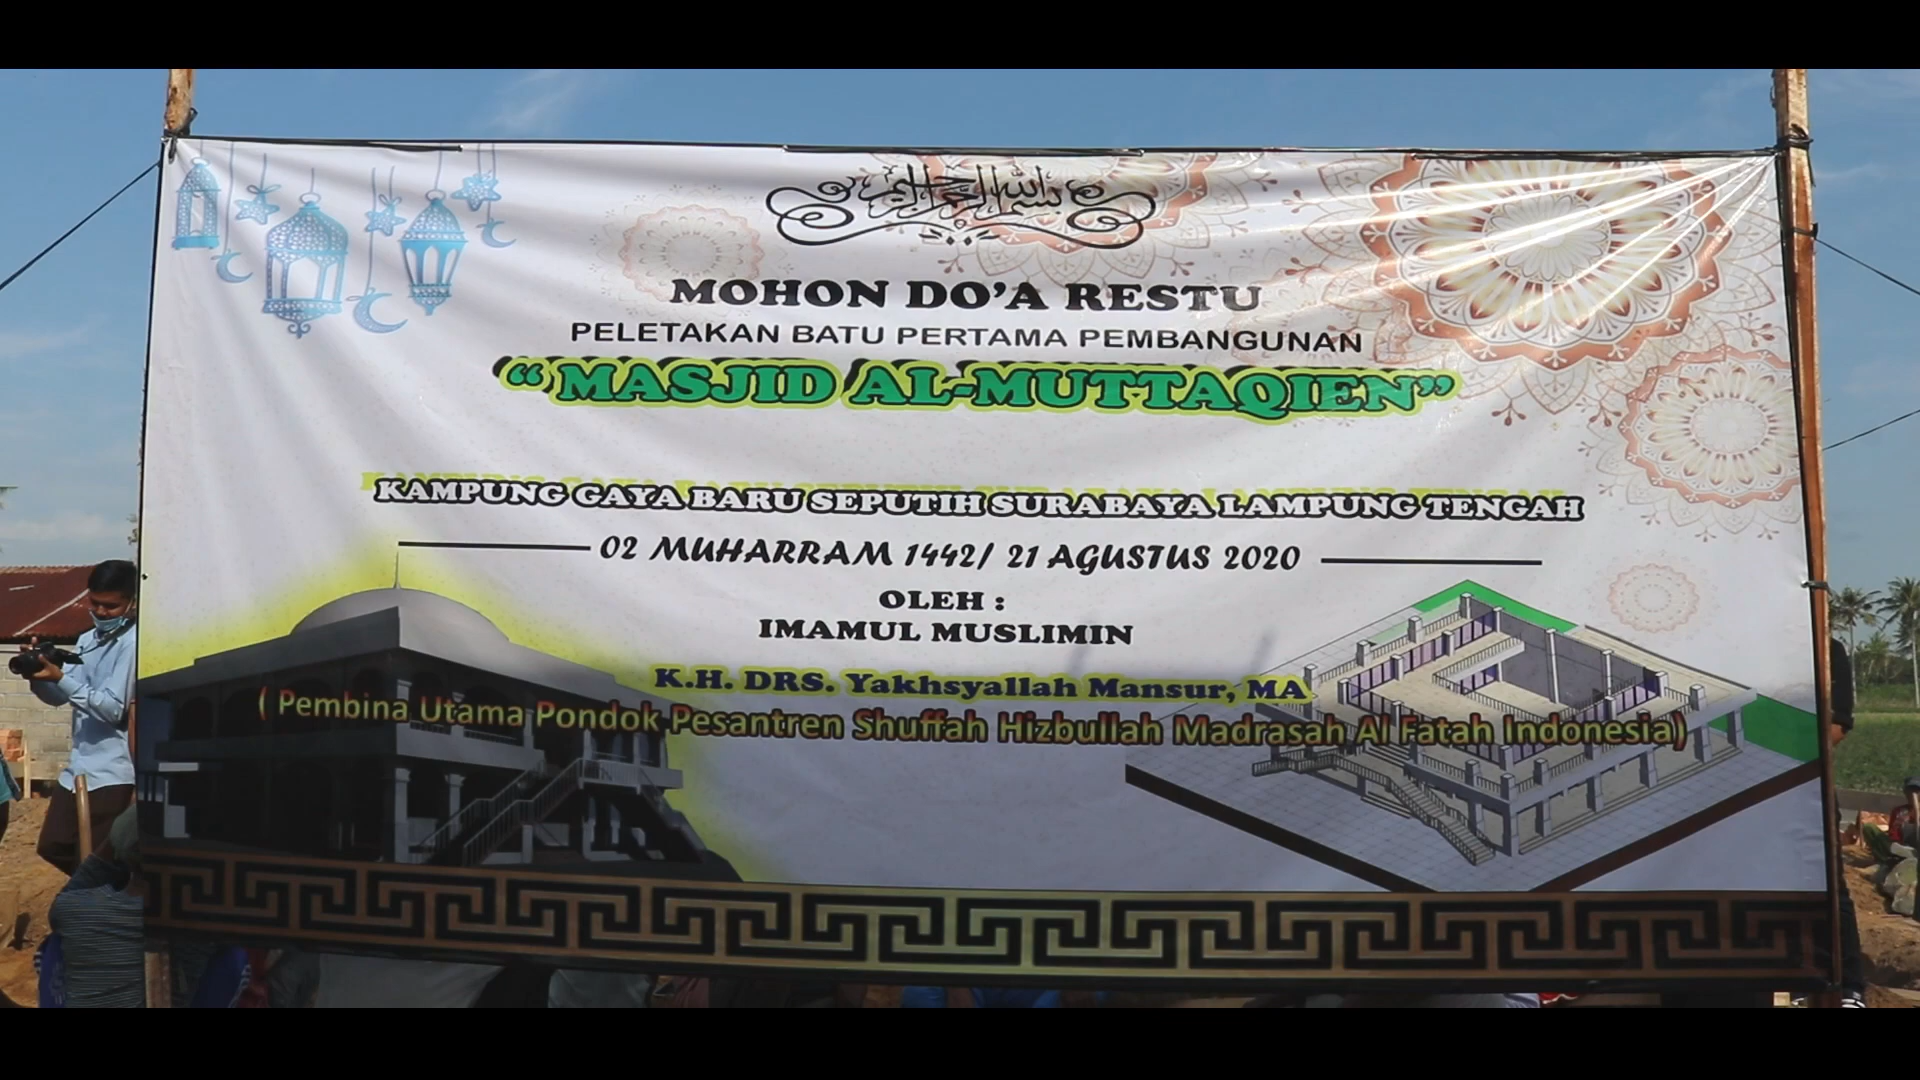 بسم الله الرحمن الرحيم
MOHON DO'A RESTU
PELETAKAN BATU PERTAMA PEMBANGUNAN
“MASJID AL-MUTTAQIEN”
KAMPUNG GAYA BARU SEPUTIH SURABAYA LAMPUNG TENGAH
02 MUHARRAM 1442/ 21 AGUSTUS 2020
OLEH :
IMAMUL MUSLIMIN
K.H. DRS. Yakhsyallah Mansur, MA
( Pembina Utama Pondok Pesantren Shuffah Hizbullah Madrasah Al Fatah Indonesia)